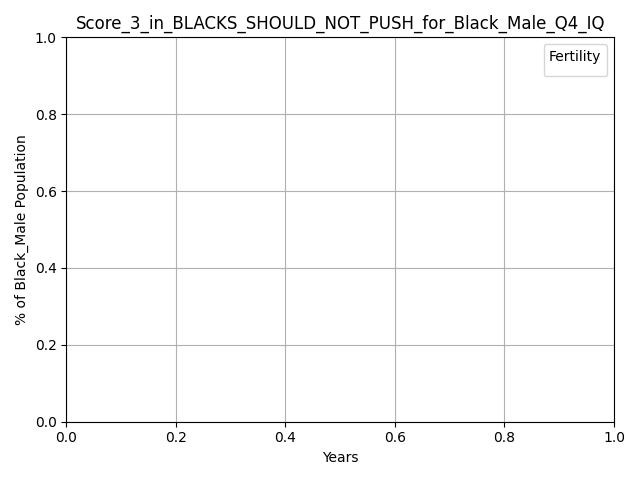 Score_3_in_BLACKS_SHOULD_NOT_PUSH_for_Black_Male_Q4_IQ
Fertility
% of Black_Male Population
1.0
0.8
0.6
0.4
0.2
0.0
0.0 0.2 0.4 0.6 0.8 1.0
Years